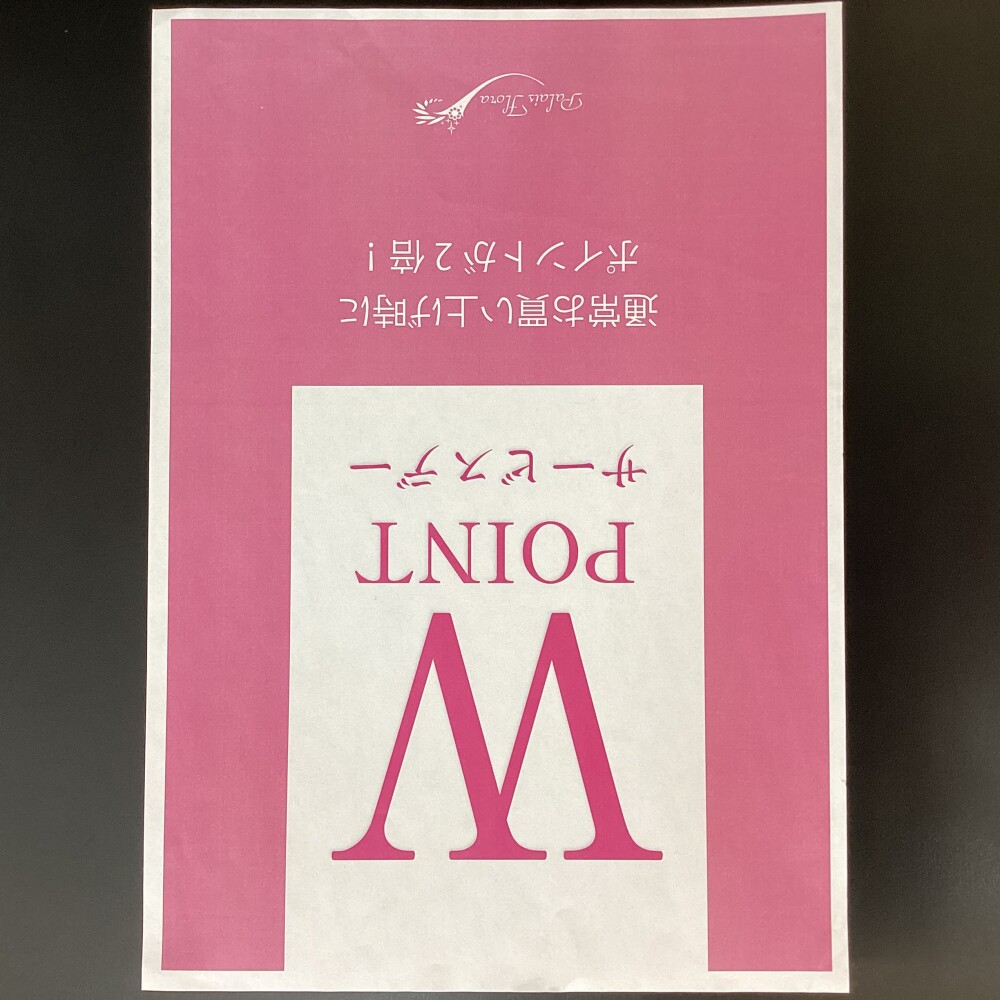 W
POINT
サービスデー
通常お買い上げ時に
ポイントが2倍!
Palais Flora